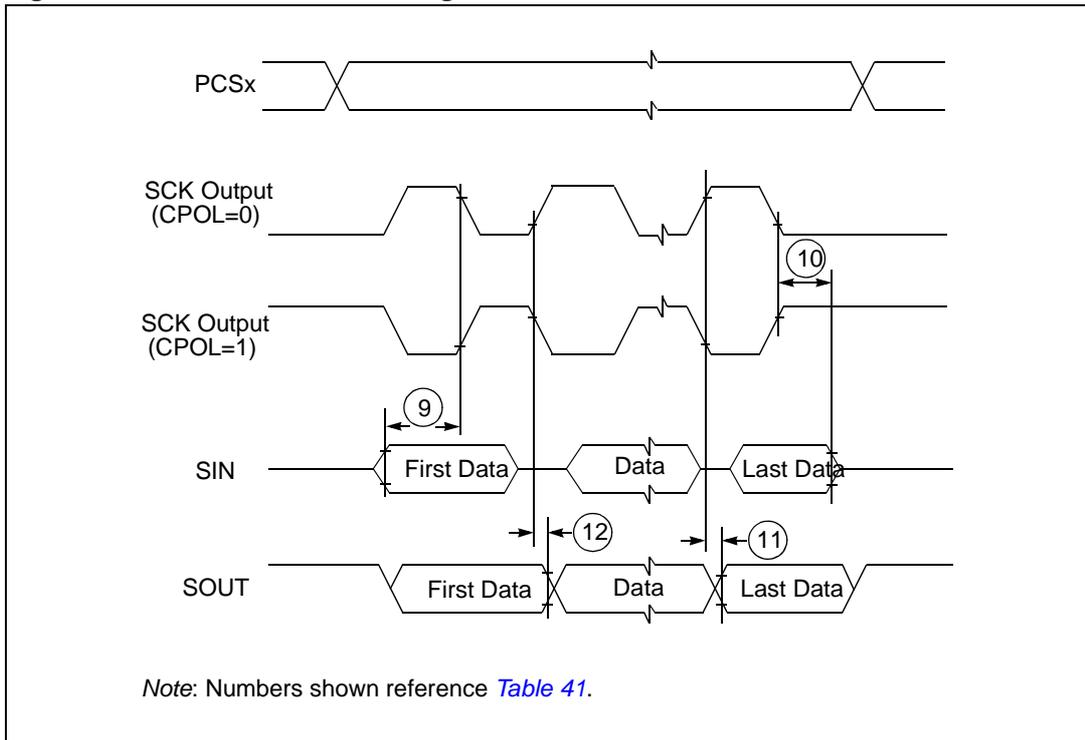 PCSx
SCK Output
(CPOL=0)
10
SCK Output
(CPOL=1)
9
SIN
First Data
Data
Last Data
12
11
SOUT
First Data
Data
Last Data
Note: Numbers shown reference Table 41.